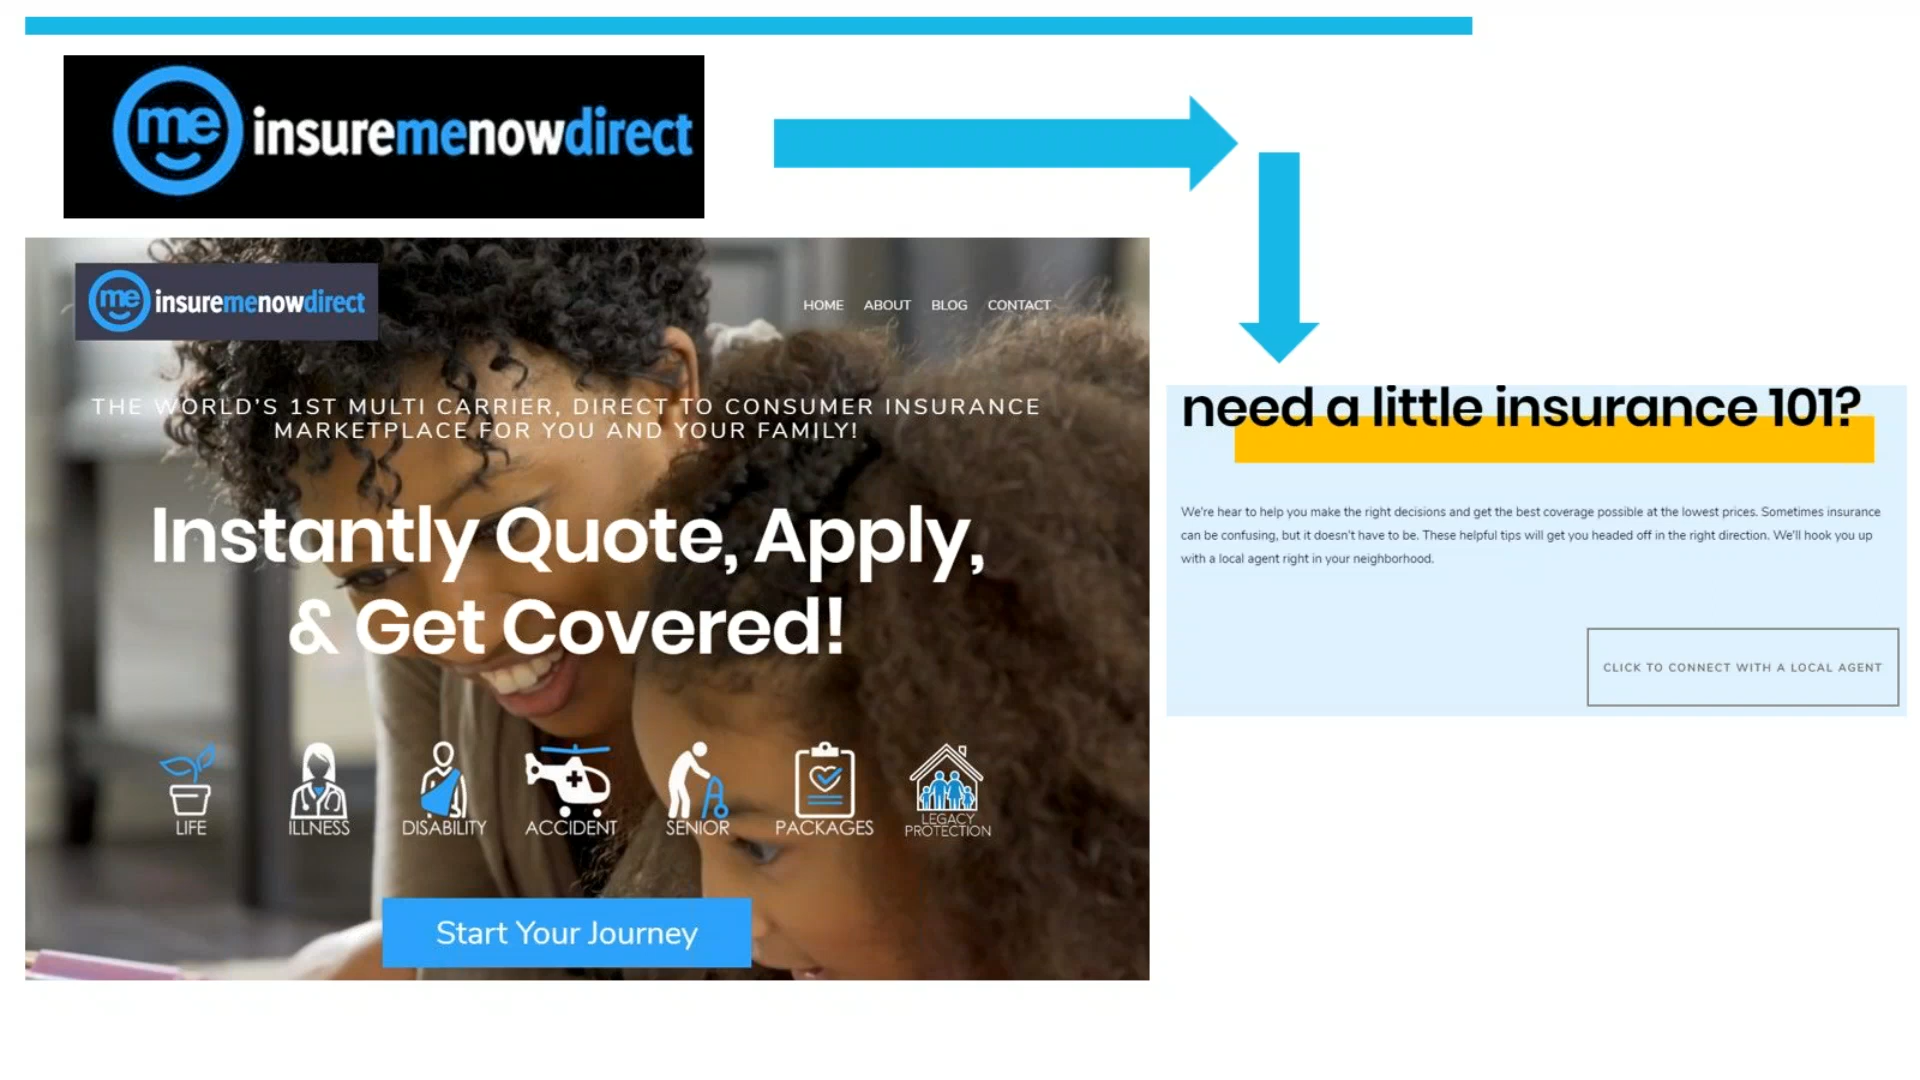 me insuremenowdirect
me insuremenowdirect
HOME ABOUT BLOG CONTACT
THE WORLD'S 1ST MULTI CARRIER, DIRECT TO CONSUMER INSURANCE
MARKETPLACE FOR YOU AND YOUR FAMILY!
Instantly Quote, Apply,
& Get Covered!
LIFE ILLNESS DISABILITY ACCIDENT SENIOR PACKAGES LEGACY
PROTECTION
Start Your Journey
need a little insurance 101?
We're hear to help you make the right decisions and get the best coverage possible at the lowest prices. Sometimes insurance
can be confusing, but it doesn't have to be. These helpful tips will get you headed off in the right direction. We'll hook you up
with a local agent right in your neighborhood.
CLICK TO CONNECT WITH A LOCAL AGENT